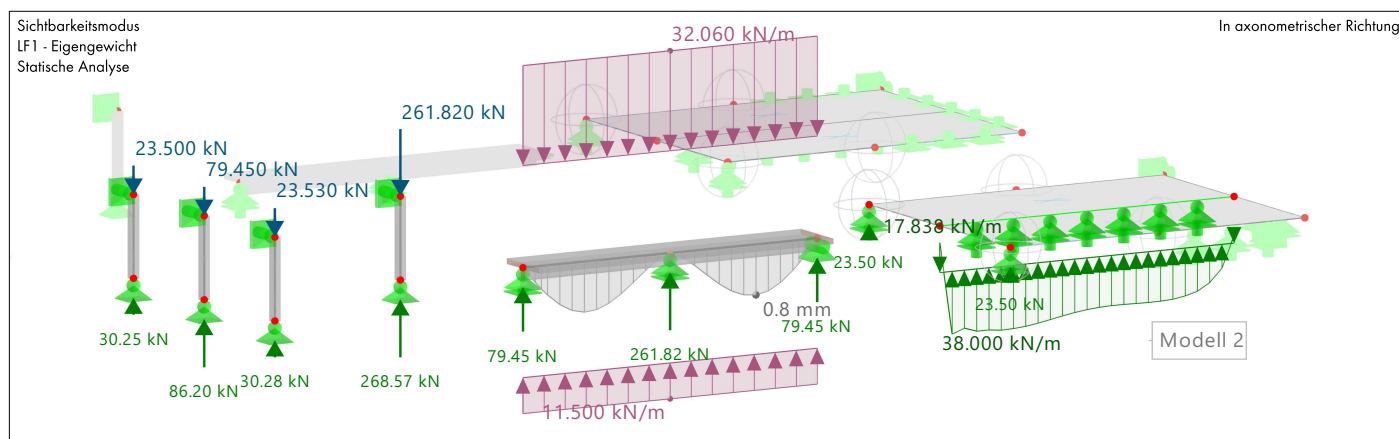 Sichtbarkeitsmodus
LF1 - Eigengewicht
Statische Analyse
In axonometrischer Richtung
32.060 kN/m
261.820 kN
23.500 kN
79.450 kN
23.530 kN
17.838 kN/m
23.50 kN
23.50 kN
0.8 mm
79.45 kN
30.25 kN
38.000 kN/m
Modell 2
79.45 kN
261.82 kN
86.20 kN
30.28 kN
268.57 kN
11.500 kN/m